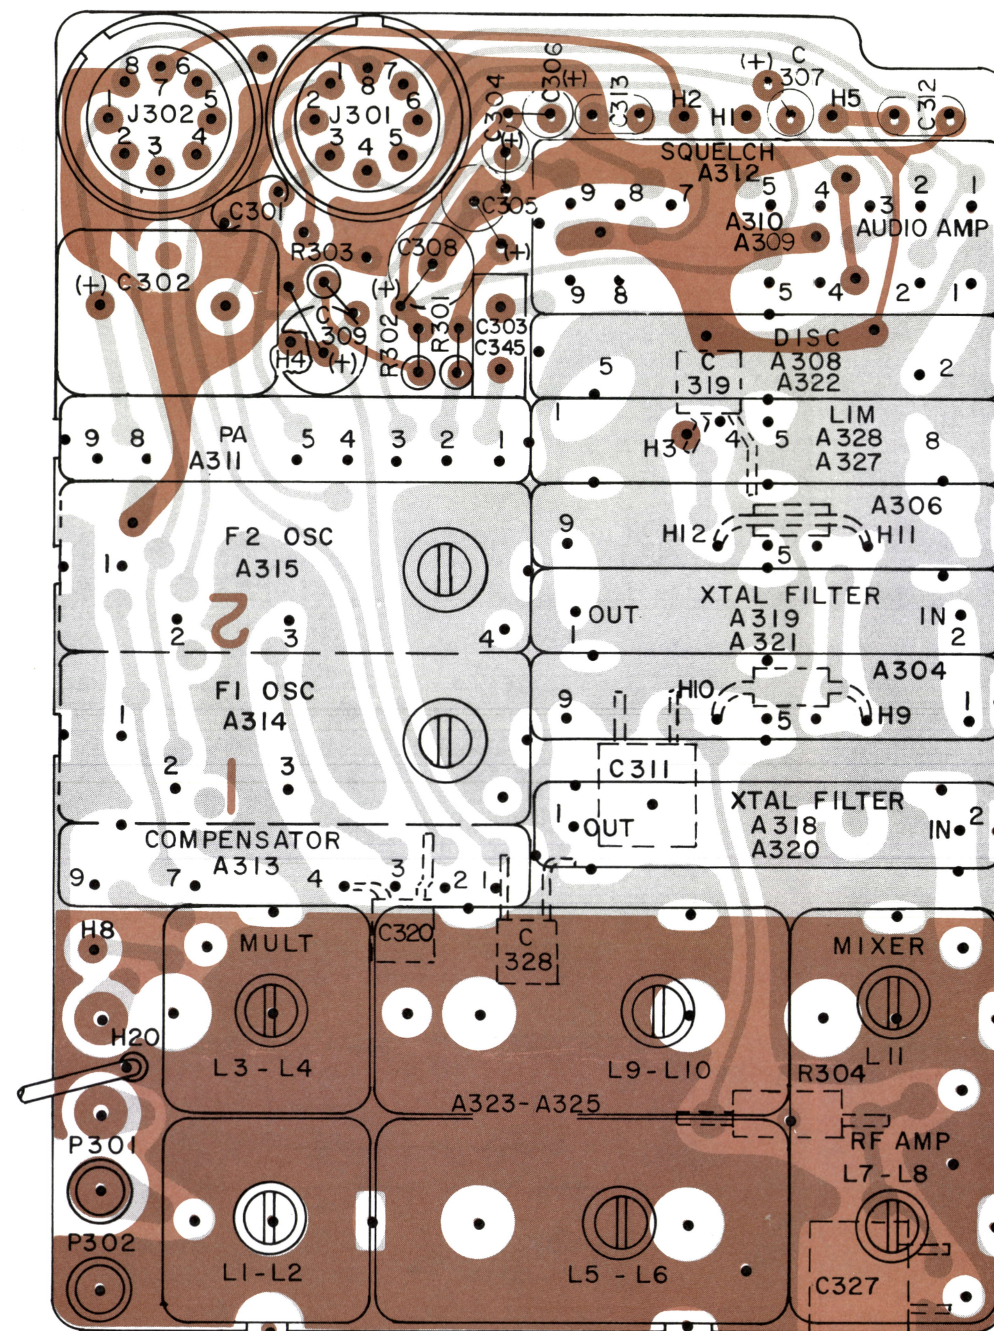 8 7 6
1 J302 5
2 3 4
1 8 7
2 J301 6
3 4 5
C304
(+)
C306
(+)
C313
H2
H1
(+) C
307
H5
C312
SQUELCH
A312
9 8 7 5 4 3 2 1
A310
A309
AUDIO AMP
9 8 5 4 2 1
C301
C305
(+)
R303
C308
(+) C302
(+)
C
309
(+)
H4
R302
R301
C303
C345
DISC
A308
A322
5
C
319
2
1
LIM
A328
A327
H3
4
5
8
9 8 PA 5 4 3 2 1
A311
A306
9
H12
5
H11
F2 OSC
A315
1
2
2
3
4
XTAL FILTER
A319
A321
OUT
1
IN
2
A304
9
H10
5
H9
1
F1 OSC
A314
1
2
3
1
C311
XTAL FILTER
A318
A320
1
OUT
IN
2
COMPENSATOR
A313
9 7 4 3 2 1
H8
MULT
C320
C
328
MIXER
H20
L3 - L4
L9 - L10
L11
R304
A323-A325
P301
RF AMP
L7 - L8
P302
L1 - L2
L5 - L6
C327